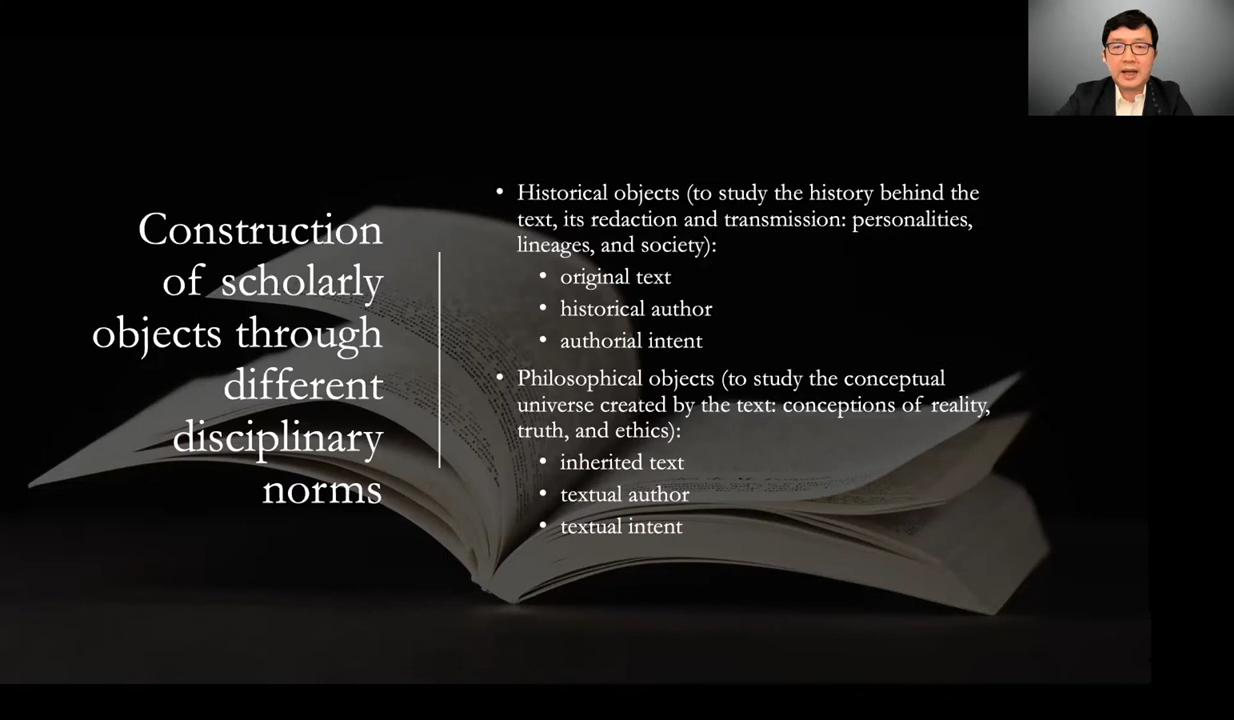 Construction
of scholarly
objects through
different
disciplinary
norms
• Historical objects (to study the history behind the
text, its redaction and transmission: personalities,
lineages, and society):
• original text
• historical author
• authorial intent
• Philosophical objects (to study the conceptual
universe created by the text: conceptions of reality,
truth, and ethics):
• inherited text
• textual author
• textual intent